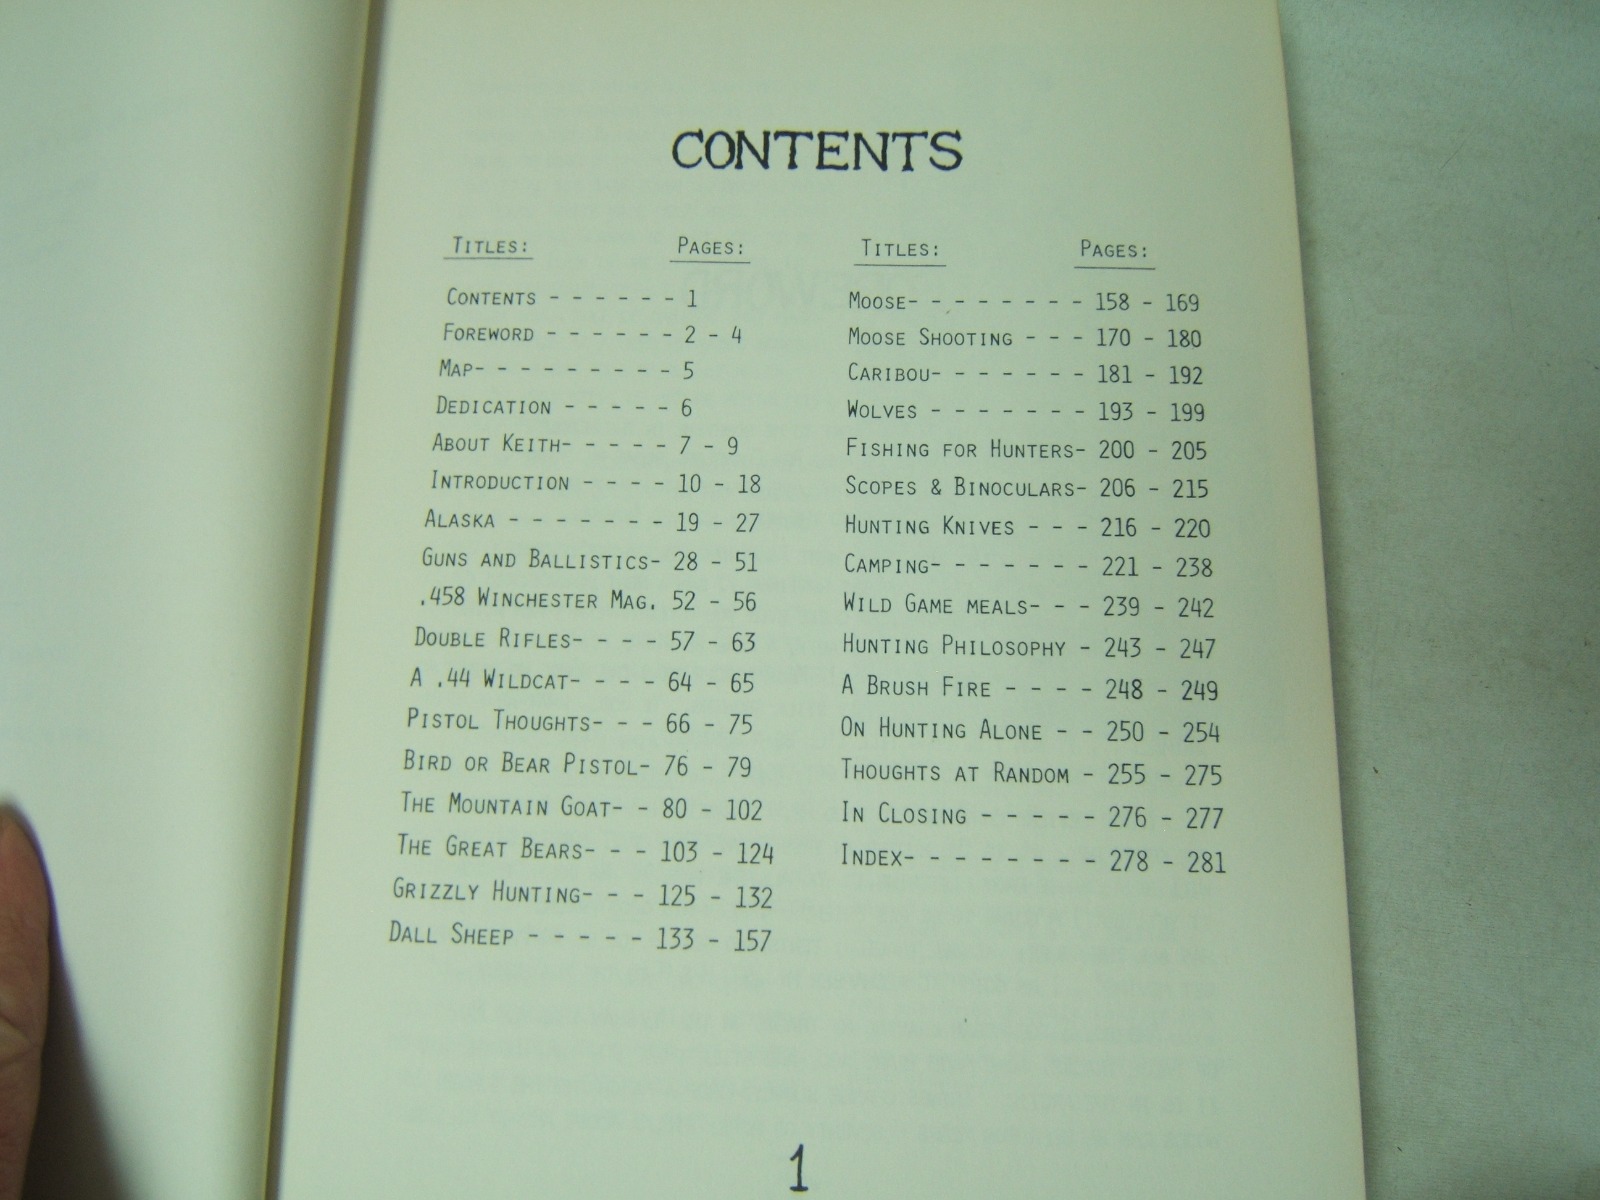 CONTENTS
TITLES: PAGES:
CONTENTS - - - - - - 1
FOREWORD - - - - - - 2 - 4
MAP- - - - - - - - - 5
DEDICATION - - - - - 6
ABOUT KEITH- - - - - 7 - 9
INTRODUCTION - - - - 10 - 18
ALASKA - - - - - - - 19 - 27
GUNS AND BALLISTICS- 28 - 51
.458 WINCHESTER MAG. 52 - 56
DOUBLE RIFLES- - - - 57 - 63
A .44 WILDCAT- - - - 64 - 65
PISTOL THOUGHTS- - - 66 - 75
BIRD OR BEAR PISTOL- 76 - 79
THE MOUNTAIN GOAT- - 80 - 102
THE GREAT BEARS- - - 103 - 124
GRIZZLY HUNTING- - - 125 - 132
DALL SHEEP - - - - - 133 - 157
TITLES: PAGES:
MOOSE- - - - - - - - 158 - 169
MOOSE SHOOTING - - - 170 - 180
CARIBOU- - - - - - - 181 - 192
WOLVES - - - - - - - 193 - 199
FISHING FOR HUNTERS- 200 - 205
SCOPES & BINOCULARS- 206 - 215
HUNTING KNIVES - - - 216 - 220
CAMPING- - - - - - - 221 - 238
WILD GAME MEALS- - - 239 - 242
HUNTING PHILOSOPHY - 243 - 247
A BRUSH FIRE - - - - 248 - 249
ON HUNTING ALONE - - 250 - 254
THOUGHTS AT RANDOM - 255 - 275
IN CLOSING - - - - - 276 - 277
INDEX- - - - - - - - 278 - 281
1